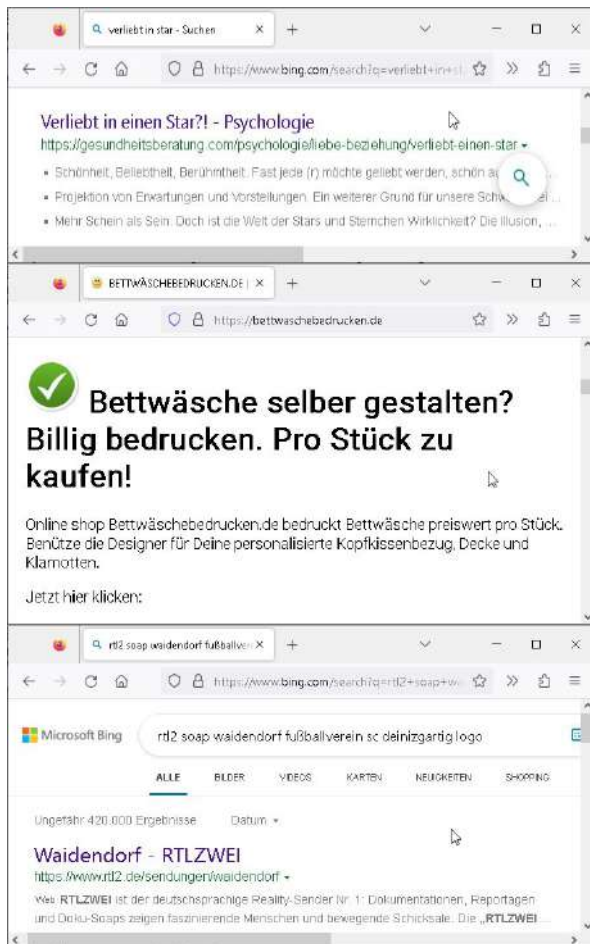 verliebt in star - Suchen
https://www.bing.com/search?q=verliebt+in+st
Verliebt in einen Star?! - Psychologie
https://gesundheitsberatung.com/psychologie/liebe-beziehung/verliebt-einen-star
Schönheit, Beliebtheit, Berühmtheit. Fast jede (r) möchte geliebt werden, schön
Projektion von Erwartungen und Vorstellungen. Ein weiterer Grund für unsere
Mehr Schein als Sein. Doch ist die Welt der Stars und Sternchen Wirklichkeit? Die Illusion, ...
BETTWÄSCHEBEDRUCKEN.DE |
https://bettwaschebedrucken.de
Bettwäsche selber gestalten?
Billig bedrucken. Pro Stück zu
kaufen!
Online shop Bettwäschebedrucken.de bedruckt Bettwäsche preiswert pro Stück.
Benütze die Designer für Deine personalisierte Kopfkissenbezug, Decke und
Klamotten.
Jetzt hier klicken:
rtl2 soap waidendorf fußballver
https://www.bing.com/search?q=rtl2+soap+w
Microsoft Bing
rtl2 soap waidendorf fußballverein sc deinizgartig logo
ALLE BILDER VIDEOS KARTEN NEUIGKEITEN SHOPPING
Ungefähr 420.000 Ergebnisse Datum
Waidendorf - RTLZWEI
https://www.rtl2.de/sendungen/waidendorf
Web RTLZWEI ist der deutschsprachige Reality-Sender Nr. 1: Dokumentationen, Reportagen
und Doku-Soaps zeigen faszinierende Menschen und bewegende Schicksale. Die „RTLZWEI ...